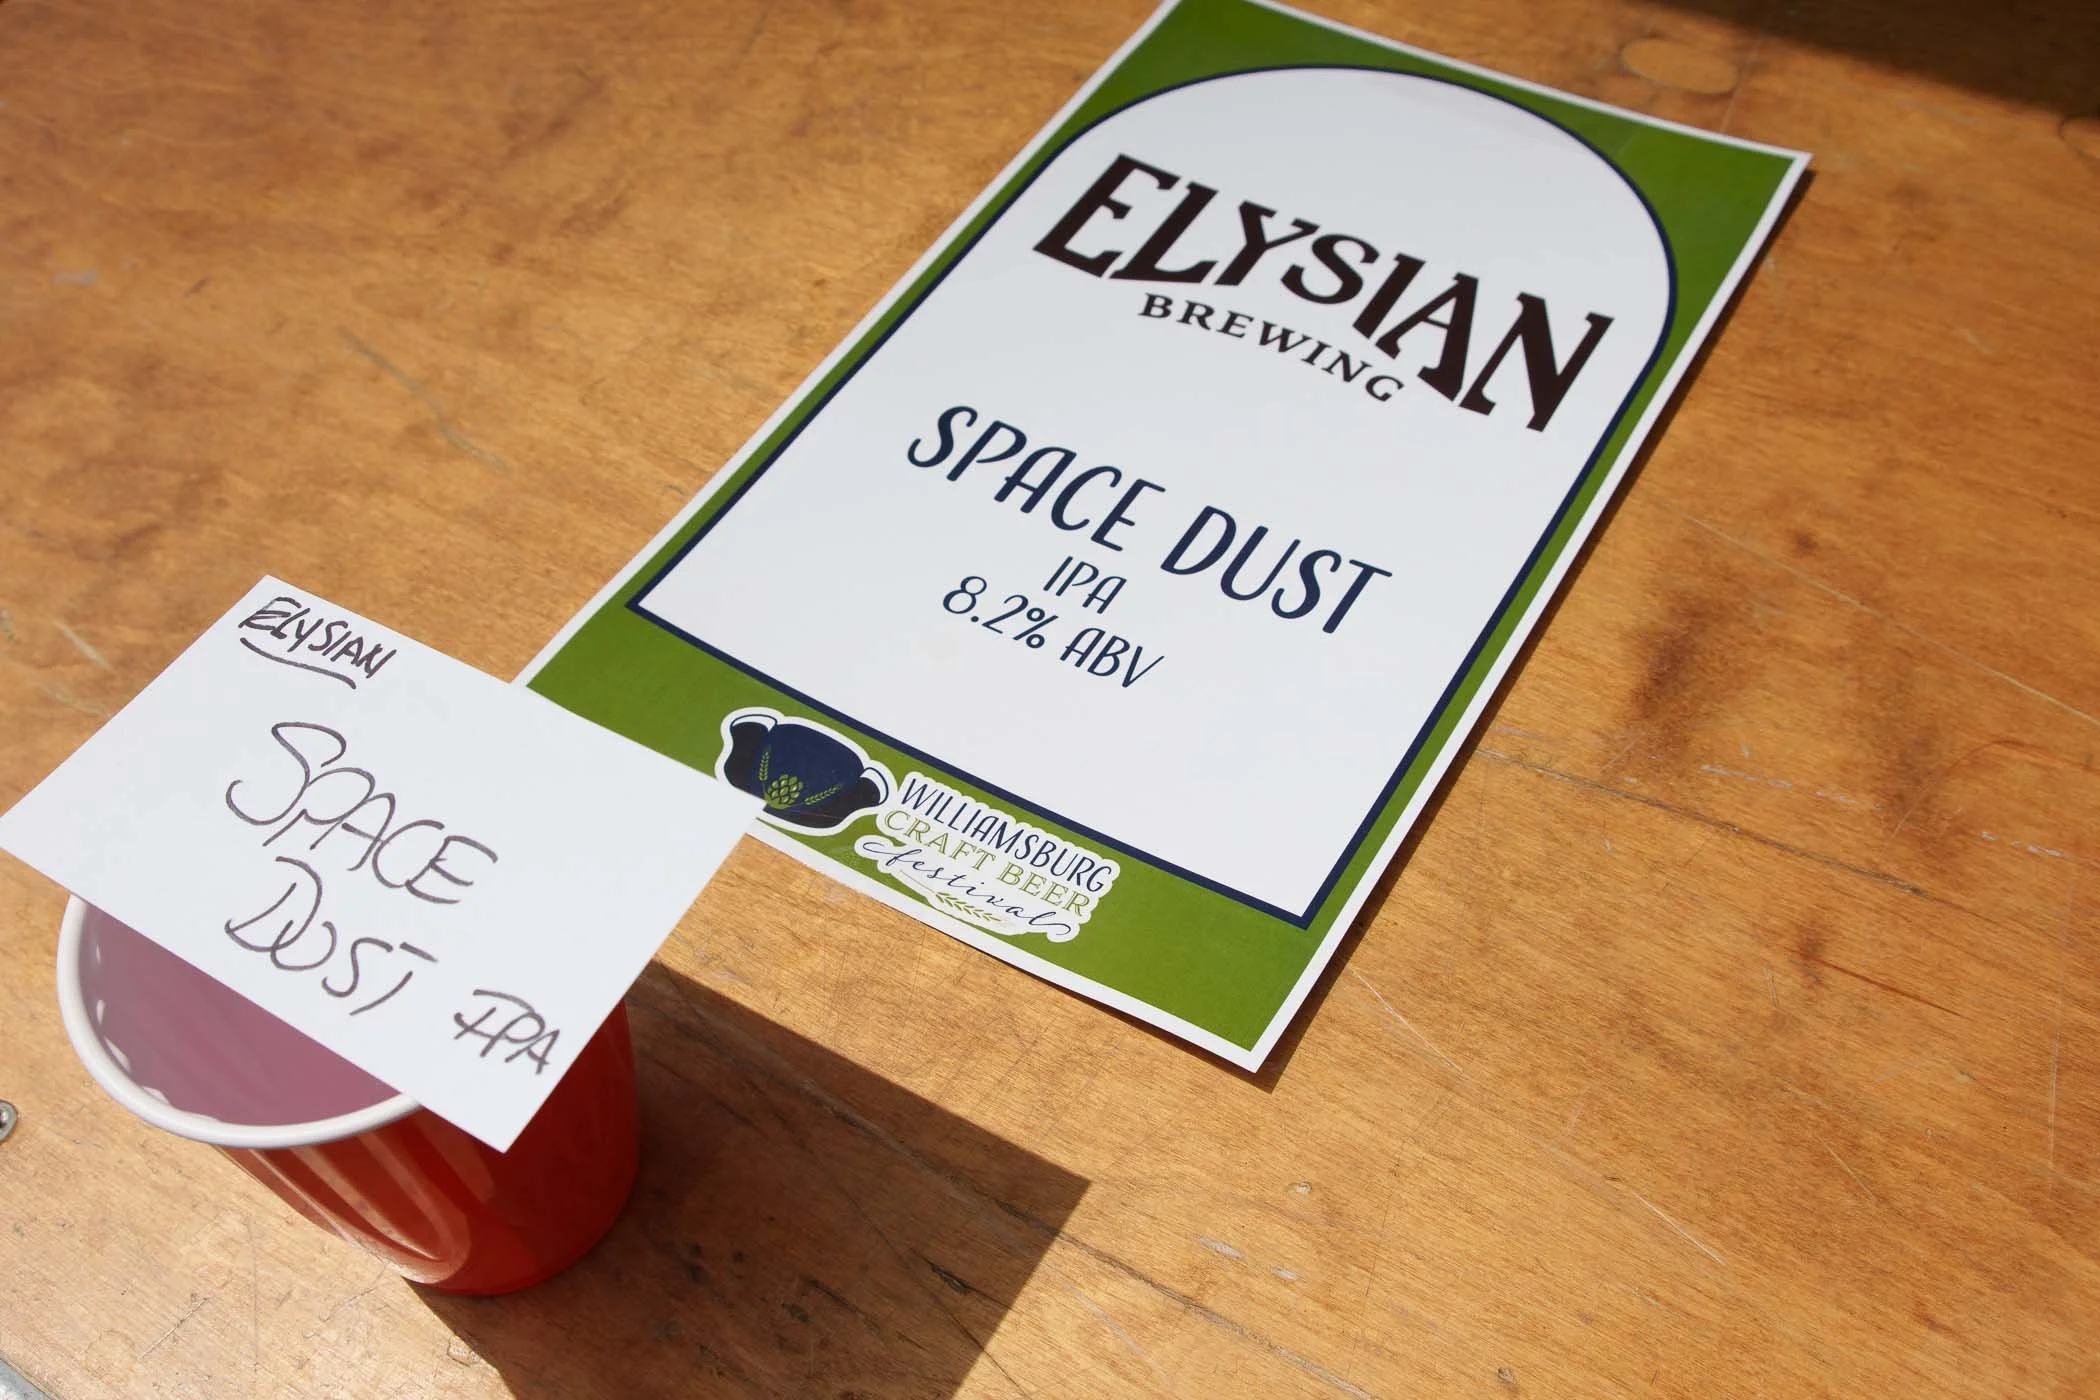 ELYSIAN
BREWING
SPACE DUST
IPA
8.2% ABV
WILLIAMSBURG
CRAFT BEER
festival
ELYSIAN
SPACE
DUST
IPA